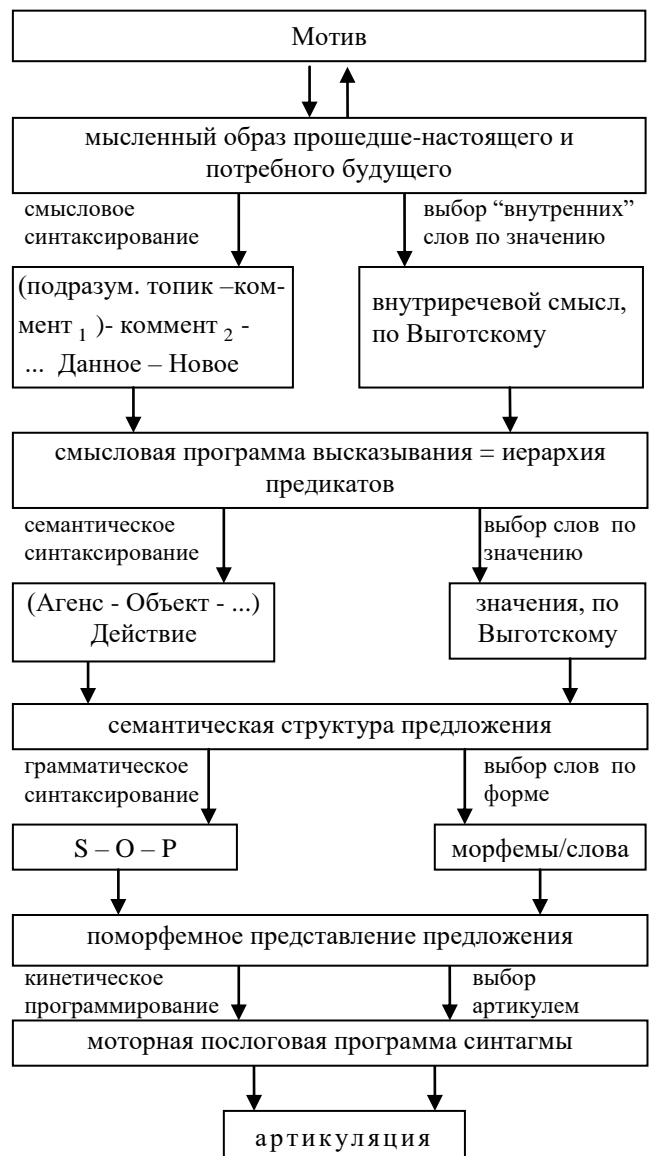 Мотив
мысленный образ прошедше-настоящего и
потребного будущего
смысловое
синтаксирование
выбор “внутренних”
слов по значению
(подразум. топик –ком-
мент 1 )- коммент 2 -
... Данное – Новое
внутриречевой смысл,
по Выготскому
смысловая программа высказывания = иерархия
предикатов
семантическое
синтаксирование
выбор слов по
значению
(Агенс - Объект - ...)
Действие
значения, по
Выготскому
семантическая структура предложения
грамматическое
синтаксирование
выбор слов по
форме
S – O – P
морфемы/слова
поморфемное представление предложения
кинетическое
программирование
выбор
артикулем
моторная послоговая программа синтагмы
артикуляция